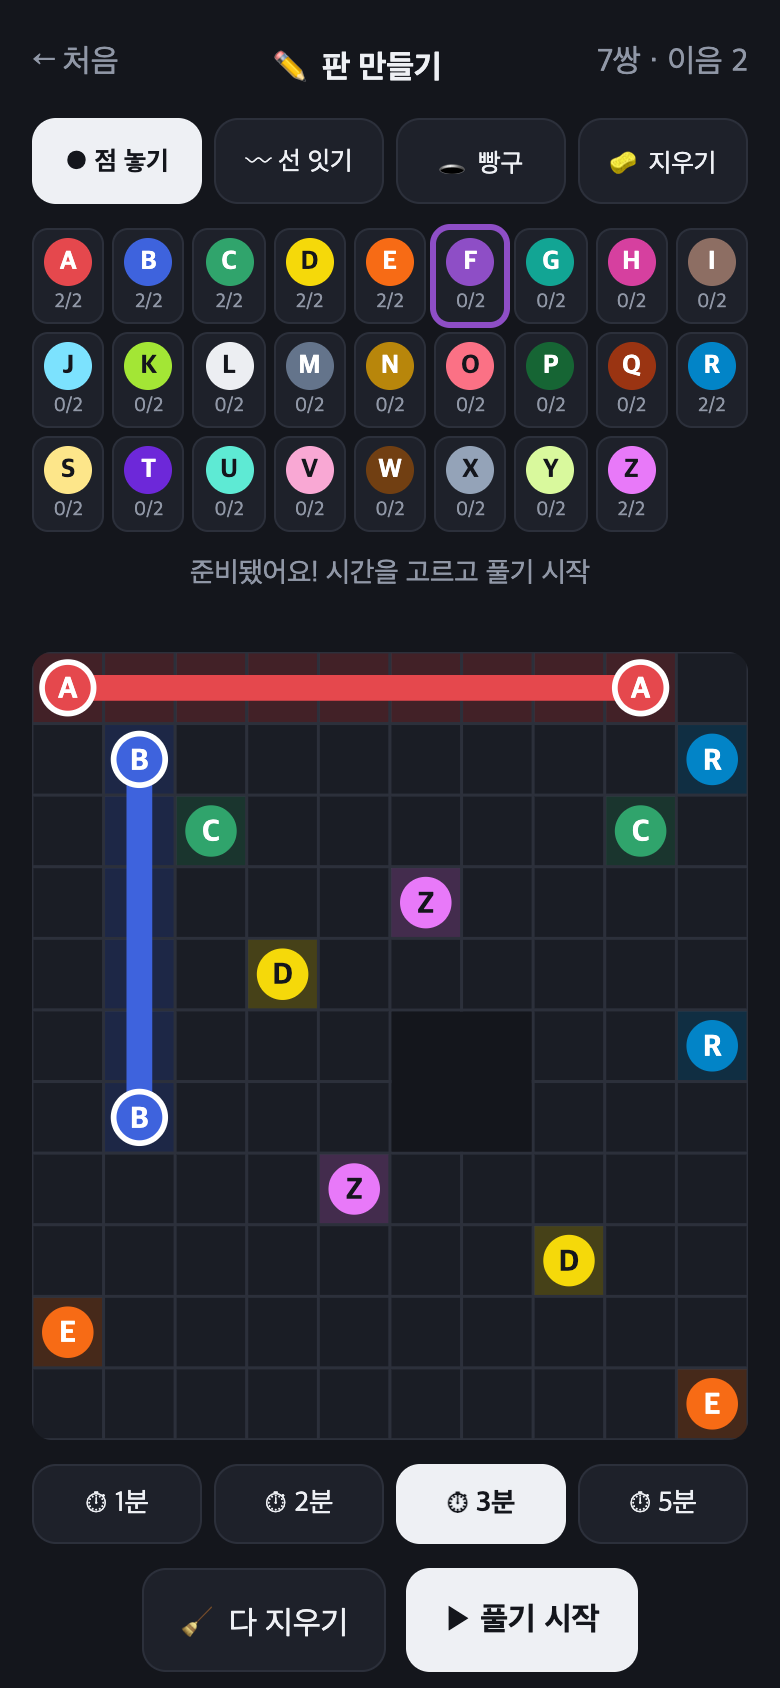 ← 처음 ✏️ 판 만들기 7쌍 · 이음 2
● 점 놓기 〰 선 잇기 🕳 빵구 🧽 지우기
A B C D E F G H I
2/2 2/2 2/2 2/2 2/2 0/2 0/2 0/2 0/2
J K L M N O P Q R
0/2 0/2 0/2 0/2 0/2 0/2 0/2 0/2 2/2
S T U V W X Y Z
0/2 0/2 0/2 0/2 0/2 0/2 0/2 2/2
준비됐어요! 시간을 고르고 풀기 시작
A A
B R
C C
Z
D
R
B
Z
D
E
E
⏱ 1분 ⏱ 2분 ⏱ 3분 ⏱ 5분
🧹 다 지우기 ▶ 풀기 시작